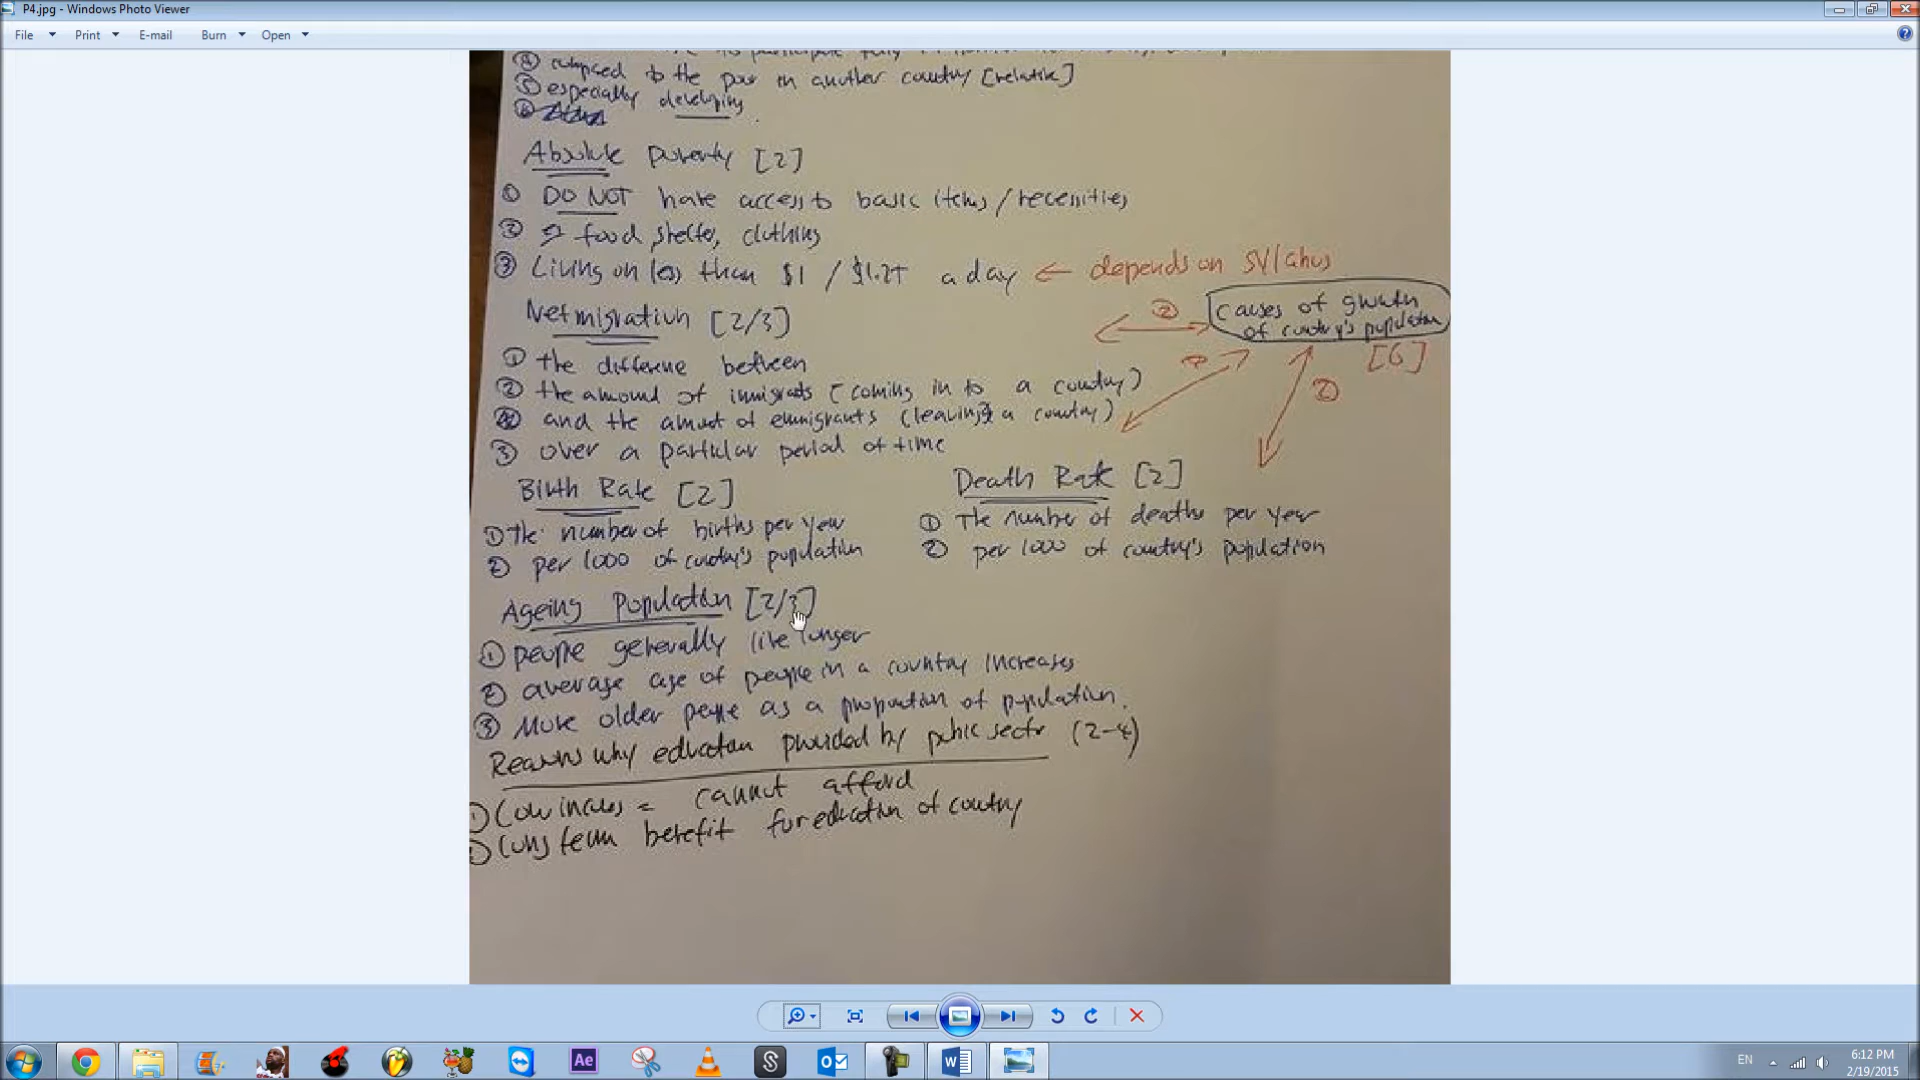 P4.jpg - Windows Photo Viewer
File Print E-mail Burn Open
④ compared to the poor in another country [relative]
⑤ especially developing
⑥
Absolute Poverty [2]
① DO NOT have access to basic items/necessities
② food, shelter, clothing
③ Living on less than $1 / $1.25 a day ← depends on syllabus
Net migration [2/3]
② causes of growth of country's population
[6]
②
① the difference between
② the amount of immigrants (coming in to a country)
and the amount of emmigrants (leaving a country)
③ over a particular period of time
Birth Rate [2]
① The number of births per year
② per 1000 of country's population
Death Rate [2]
① The number of deaths per year
② per 1000 of country's population
Ageing Population [2/3]
① people generally live longer
② average age of people in a country increases
③ More older people as a proportion of population.
Reasons why education provided by public sector (2-4)
① Low incomes = cannot afford
② Long term benefit for education of country
Ae
S
EN
6:12 PM
2/19/2015